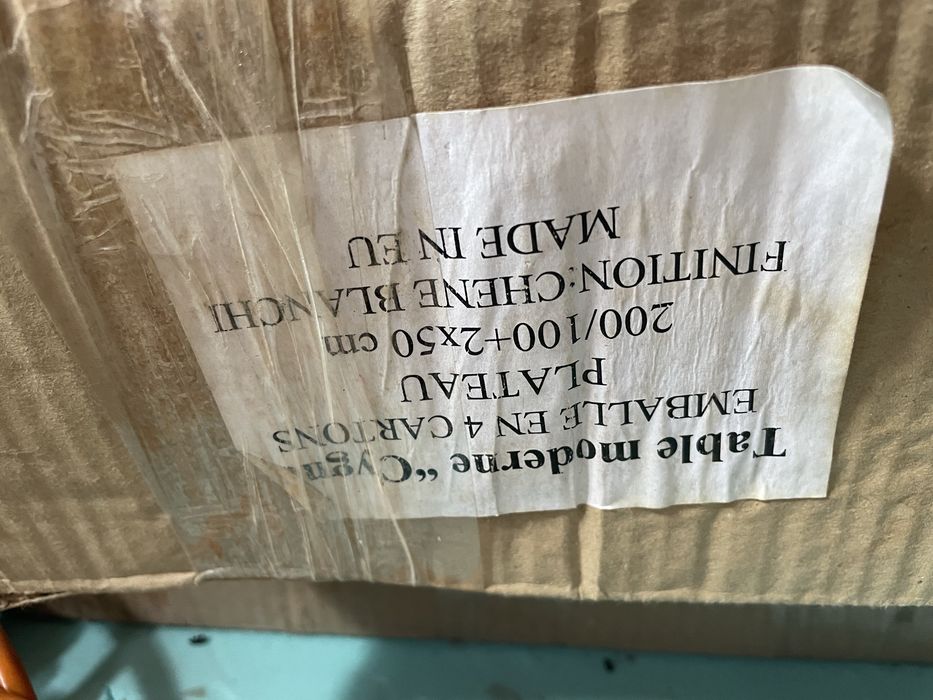 Table moderne “Cygn
EMBALLE EN 4 CARTONS
PLATEAU
200/100+2x50 cm
FINITION:CHENE BLANCHI
MADE IN EU